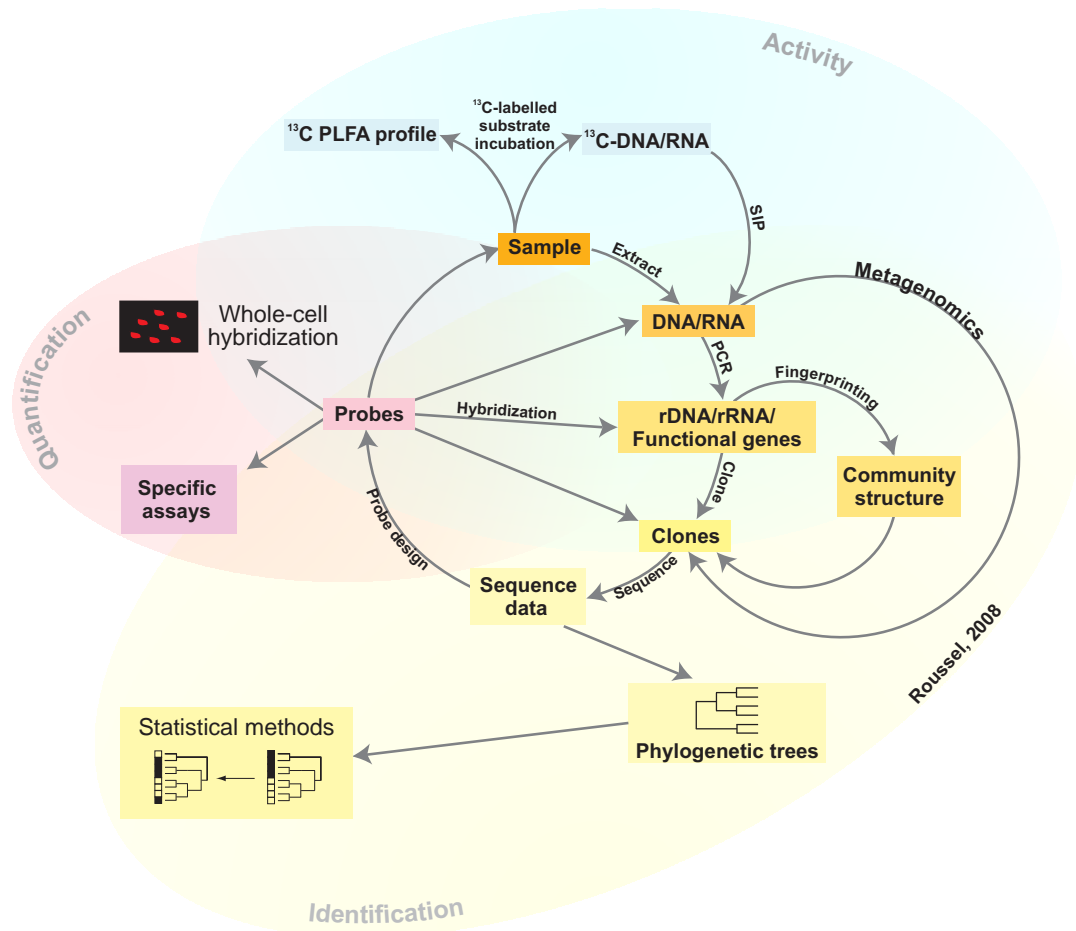 Activity
¹³C-labelled
substrate
incubation
¹³C PLFA profile
¹³C-DNA/RNA
SIP
Sample
Extract
Metagenomics
Whole-cell
hybridization
DNA/RNA
PCR
Fingerprinting
Quantification
Probes
Hybridization
rDNA/rRNA/
Functional genes
Clone
Community
structure
Specific
assays
Probe design
Clones
Sequence
Sequence
data
Roussel, 2008
Statistical methods
Phylogenetic trees
Identification